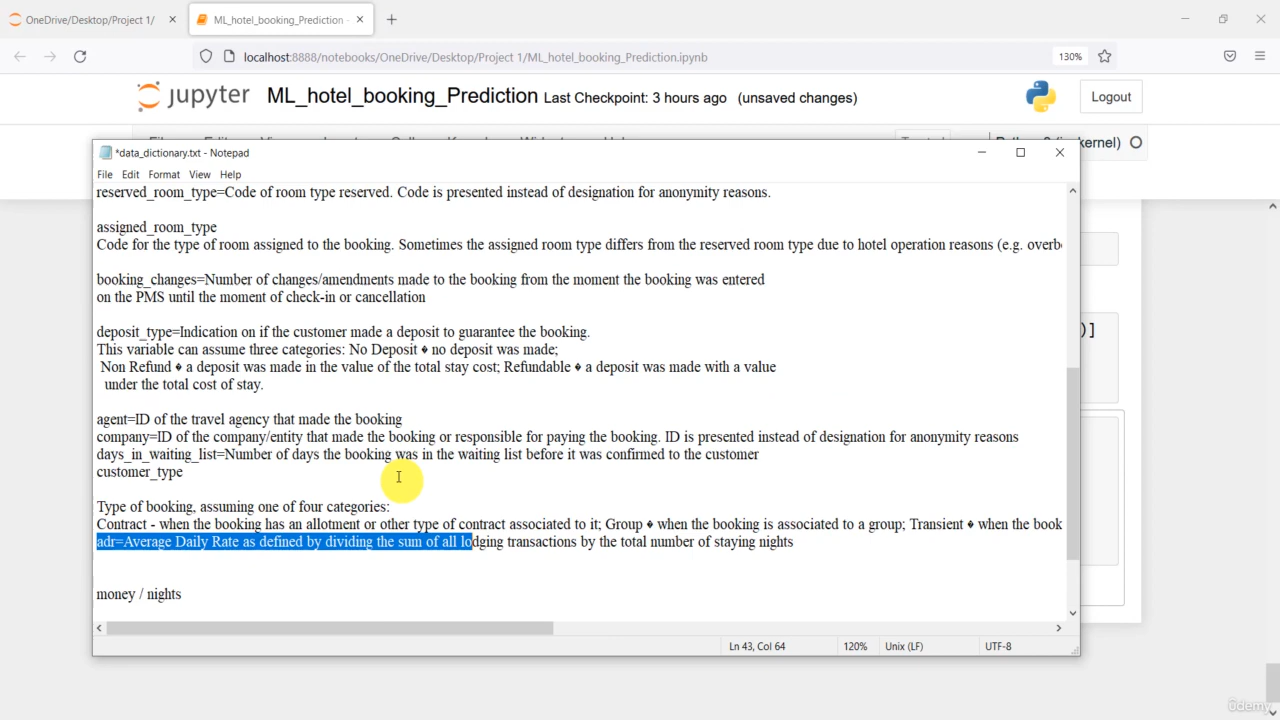 OneDrive/Desktop/Project 1/
ML_hotel_booking_Prediction -
localhost:8888/notebooks/OneDrive/Desktop/Project 1/ML_hotel_booking_Prediction.ipynb
130%
jupyter
ML_hotel_booking_Prediction Last Checkpoint: 3 hours ago (unsaved changes)
Logout
kernel)
*data_dictionary.txt - Notepad
File Edit Format View Help
)]
reserved_room_type=Code of room type reserved. Code is presented instead of designation for anonymity reasons.
assigned_room_type
Code for the type of room assigned to the booking. Sometimes the assigned room type differs from the reserved room type due to hotel operation reasons (e.g. overb
booking_changes=Number of changes/amendments made to the booking from the moment the booking was entered
on the PMS until the moment of check-in or cancellation
deposit_type=Indication on if the customer made a deposit to guarantee the booking.
This variable can assume three categories: No Deposit � no deposit was made;
Non Refund � a deposit was made in the value of the total stay cost; Refundable � a deposit was made with a value
under the total cost of stay.
agent=ID of the travel agency that made the booking
company=ID of the company/entity that made the booking or responsible for paying the booking. ID is presented instead of designation for anonymity reasons
days_in_waiting_list=Number of days the booking was in the waiting list before it was confirmed to the customer
customer_type
Type of booking, assuming one of four categories:
Contract - when the booking has an allotment or other type of contract associated to it; Group � when the booking is associated to a group; Transient � when the book
adr=Average Daily Rate as defined by dividing the sum of all lodging transactions by the total number of staying nights
money / nights
Ln 43, Col 64
120%
Unix (LF)
UTF-8
ûdemy